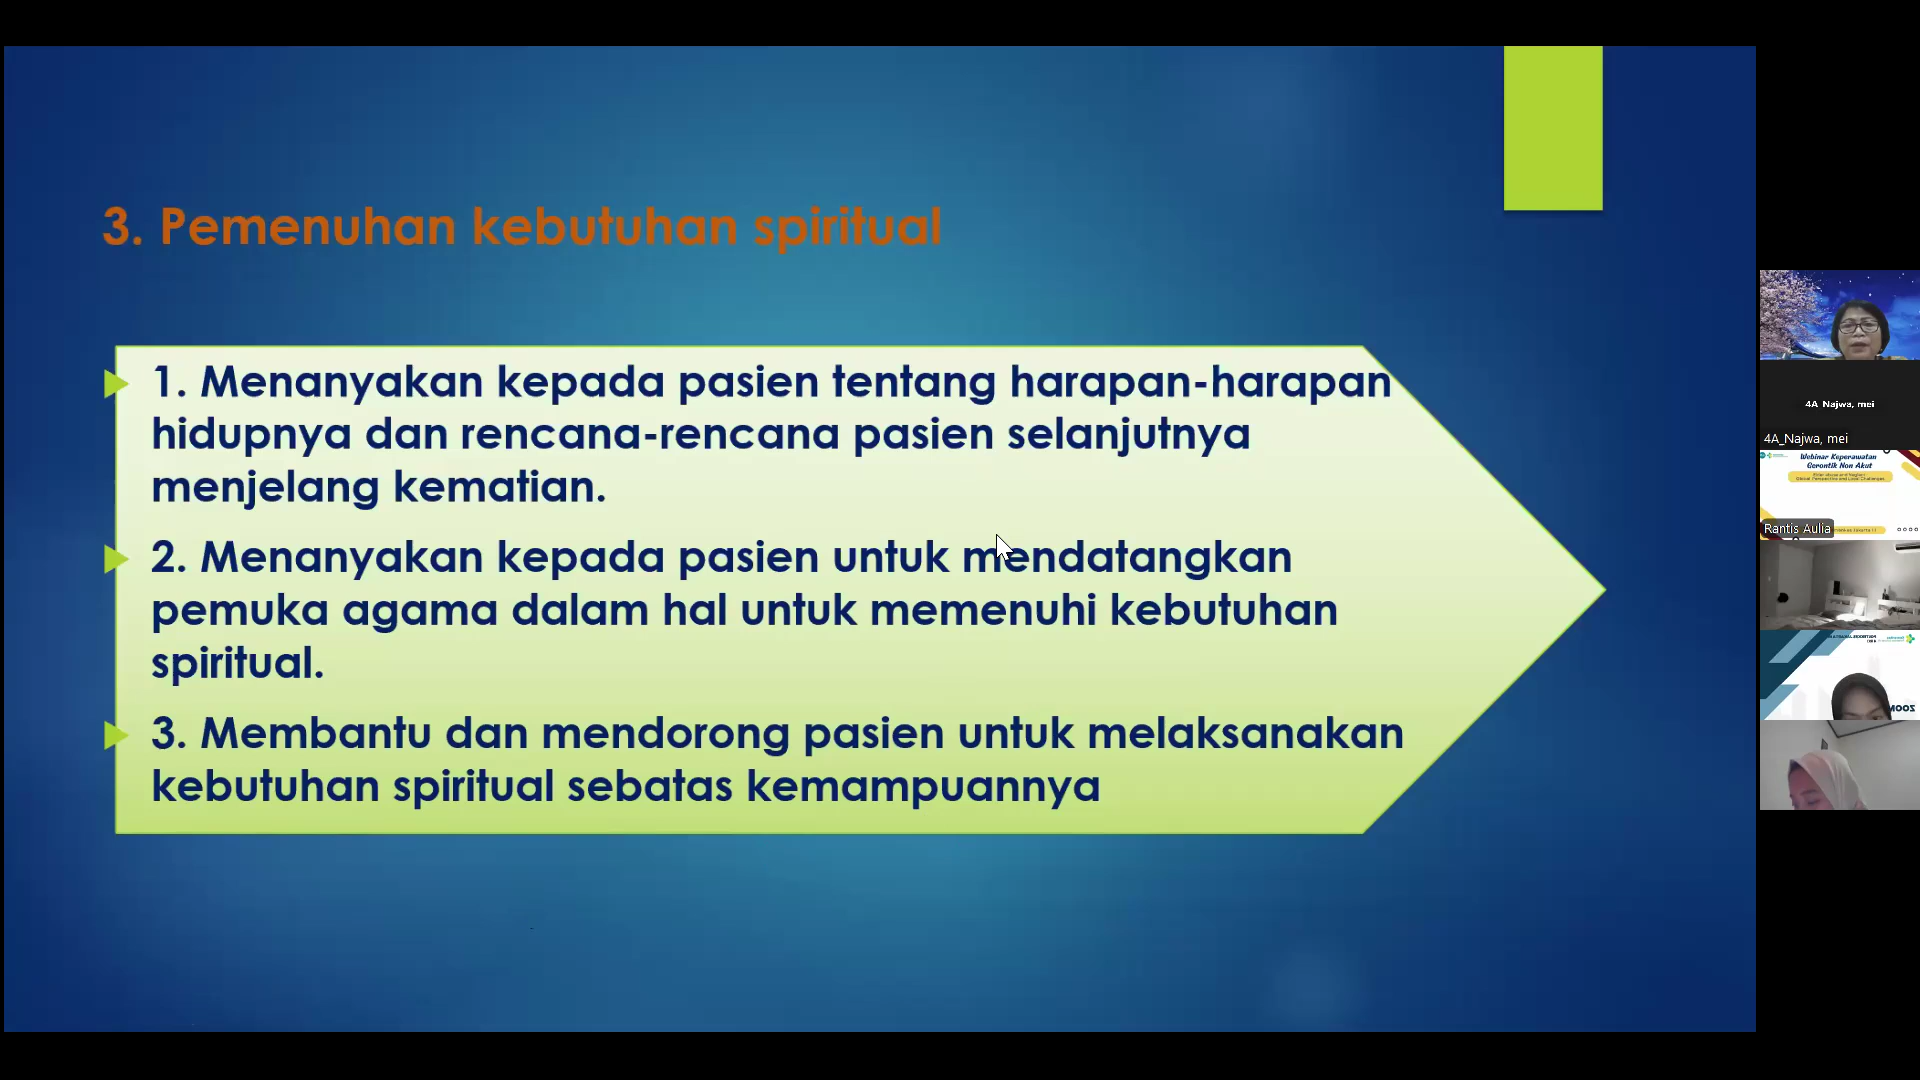 3. Pemenuhan kebutuhan spiritual
1. Menanyakan kepada pasien tentang harapan-harapan
hidupnya dan rencana-rencana pasien selanjutnya
menjelang kematian.
2. Menanyakan kepada pasien untuk mendatangkan
pemuka agama dalam hal untuk memenuhi kebutuhan
spiritual.
3. Membantu dan mendorong pasien untuk melaksanakan
kebutuhan spiritual sebatas kemampuannya
4A_Najwa, mei
4A_Najwa, mei
Webinar Keperawatan
Gerontik Non Akut
Rantis Aulia